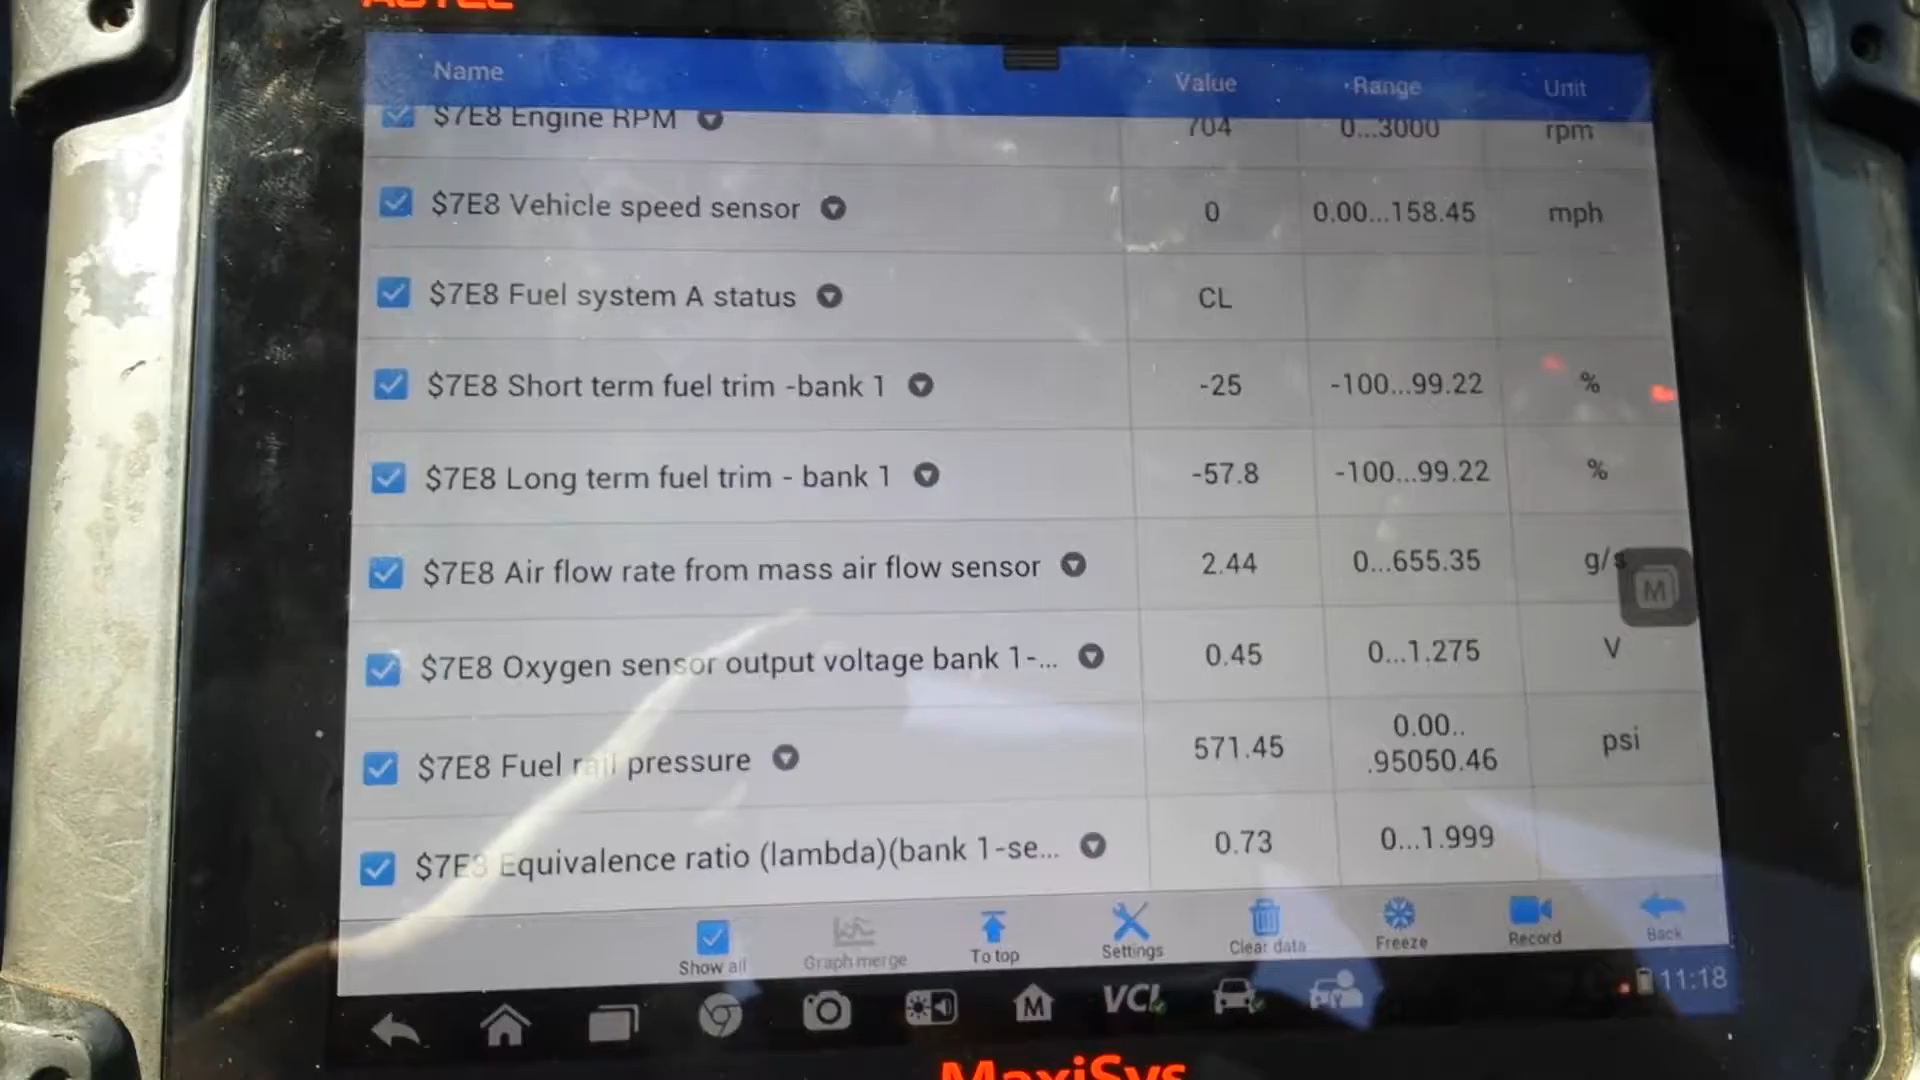 AUTEL
Name Value Range Unit
$7E8 Engine RPM 704 0...3000 rpm
$7E8 Vehicle speed sensor 0 0.00...158.45 mph
$7E8 Fuel system A status CL
$7E8 Short term fuel trim -bank 1 -25 -100...99.22 %
$7E8 Long term fuel trim - bank 1 -57.8 -100...99.22 %
$7E8 Air flow rate from mass air flow sensor 2.44 0...655.35 g/s
M
$7E8 Oxygen sensor output voltage bank 1-... 0.45 0...1.275 V
$7E8 Fuel rail pressure 571.45 0.00.. psi
.95050.46
$7E8 Equivalence ratio (lambda)(bank 1-se... 0.73 0...1.999
Show all Graph merge To top Settings Clear data Freeze Record Back
M VCI 11:18
MaxiSys